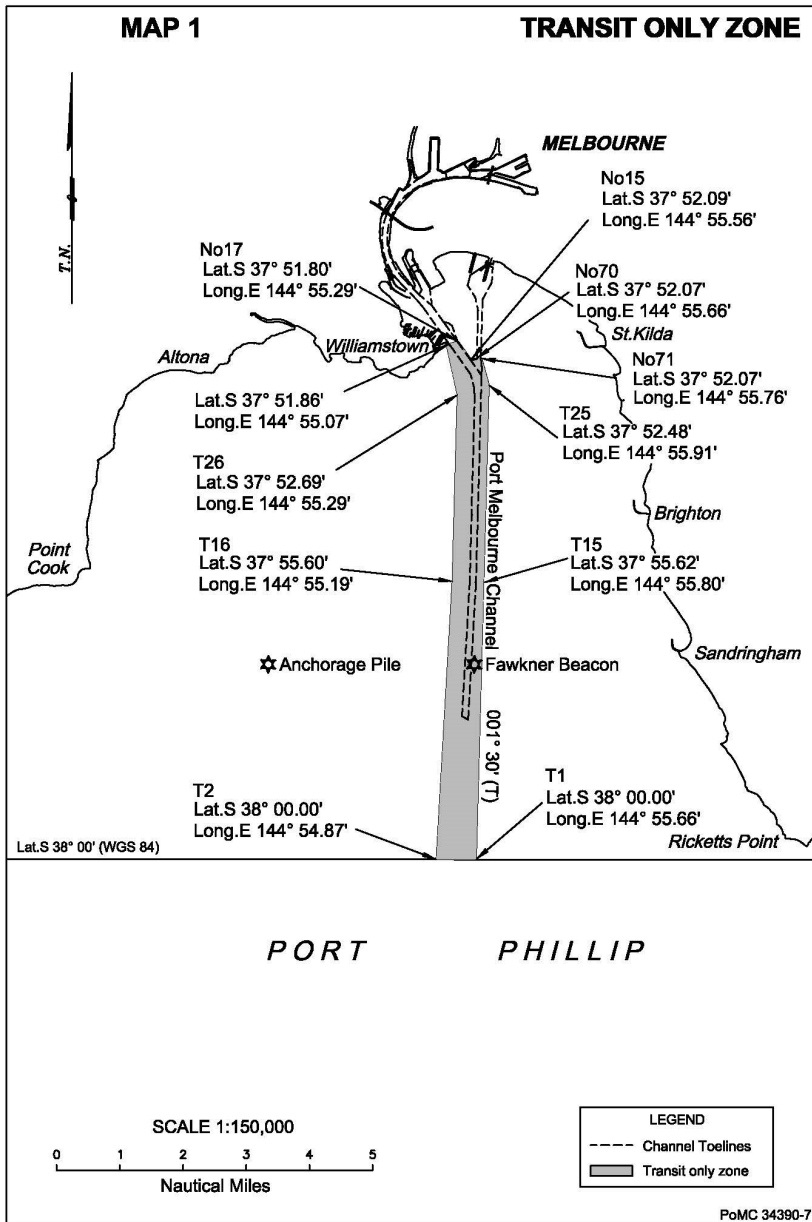 MAP 1
TRANSIT ONLY ZONE
T.N.
MELBOURNE
No15
Lat.S 37° 52.09'
Long.E 144° 55.56'
No17
Lat.S 37° 51.80'
Long.E 144° 55.29'
No70
Lat.S 37° 52.07'
Long.E 144° 55.66'
St.Kilda
Williamstown
Altona
No71
Lat.S 37° 52.07'
Long.E 144° 55.76'
Lat.S 37° 51.86'
Long.E 144° 55.07'
T25
Lat.S 37° 52.48'
Long.E 144° 55.91'
T26
Lat.S 37° 52.69'
Long.E 144° 55.29'
Port Melbourne Channel
Brighton
Point
Cook
T16
Lat.S 37° 55.60'
Long.E 144° 55.19'
T15
Lat.S 37° 55.62'
Long.E 144° 55.80'
Sandringham
Anchorage Pile
Fawkner Beacon
001° 30' (T)
T2
Lat.S 38° 00.00'
Long.E 144° 54.87'
T1
Lat.S 38° 00.00'
Long.E 144° 55.66'
Ricketts Point
Lat.S 38° 00' (WGS 84)
PORT PHILLIP
SCALE 1:150,000
0 1 2 3 4 5
Nautical Miles
LEGEND
Channel Toelines
Transit only zone
PoMC 34390-7